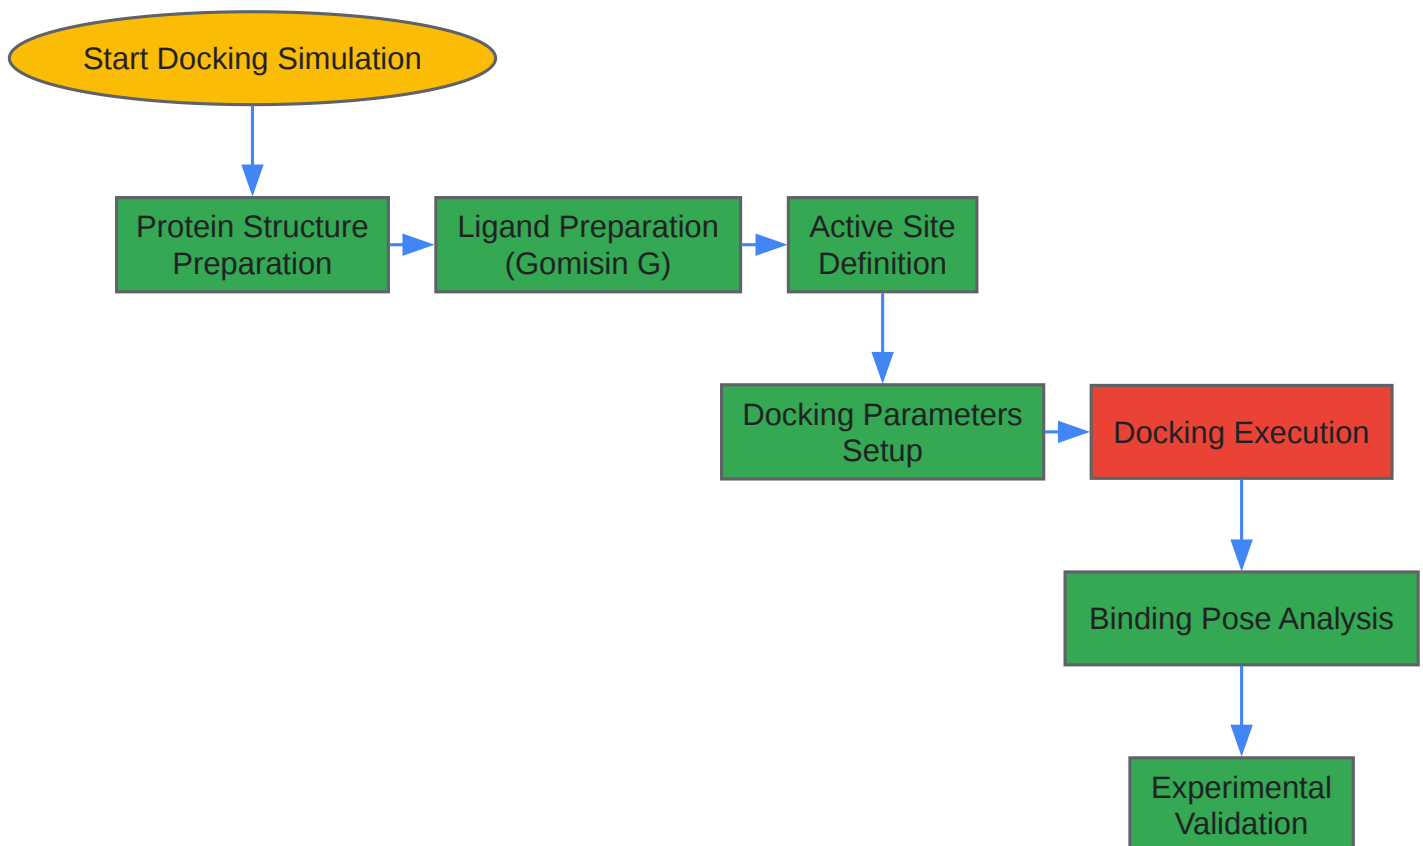 Start Docking Simulation
Protein Structure
Preparation
Ligand Preparation
(Gomisin G)
Active Site
Definition
Docking Parameters
Setup
Docking Execution
Binding Pose Analysis
Experimental
Validation